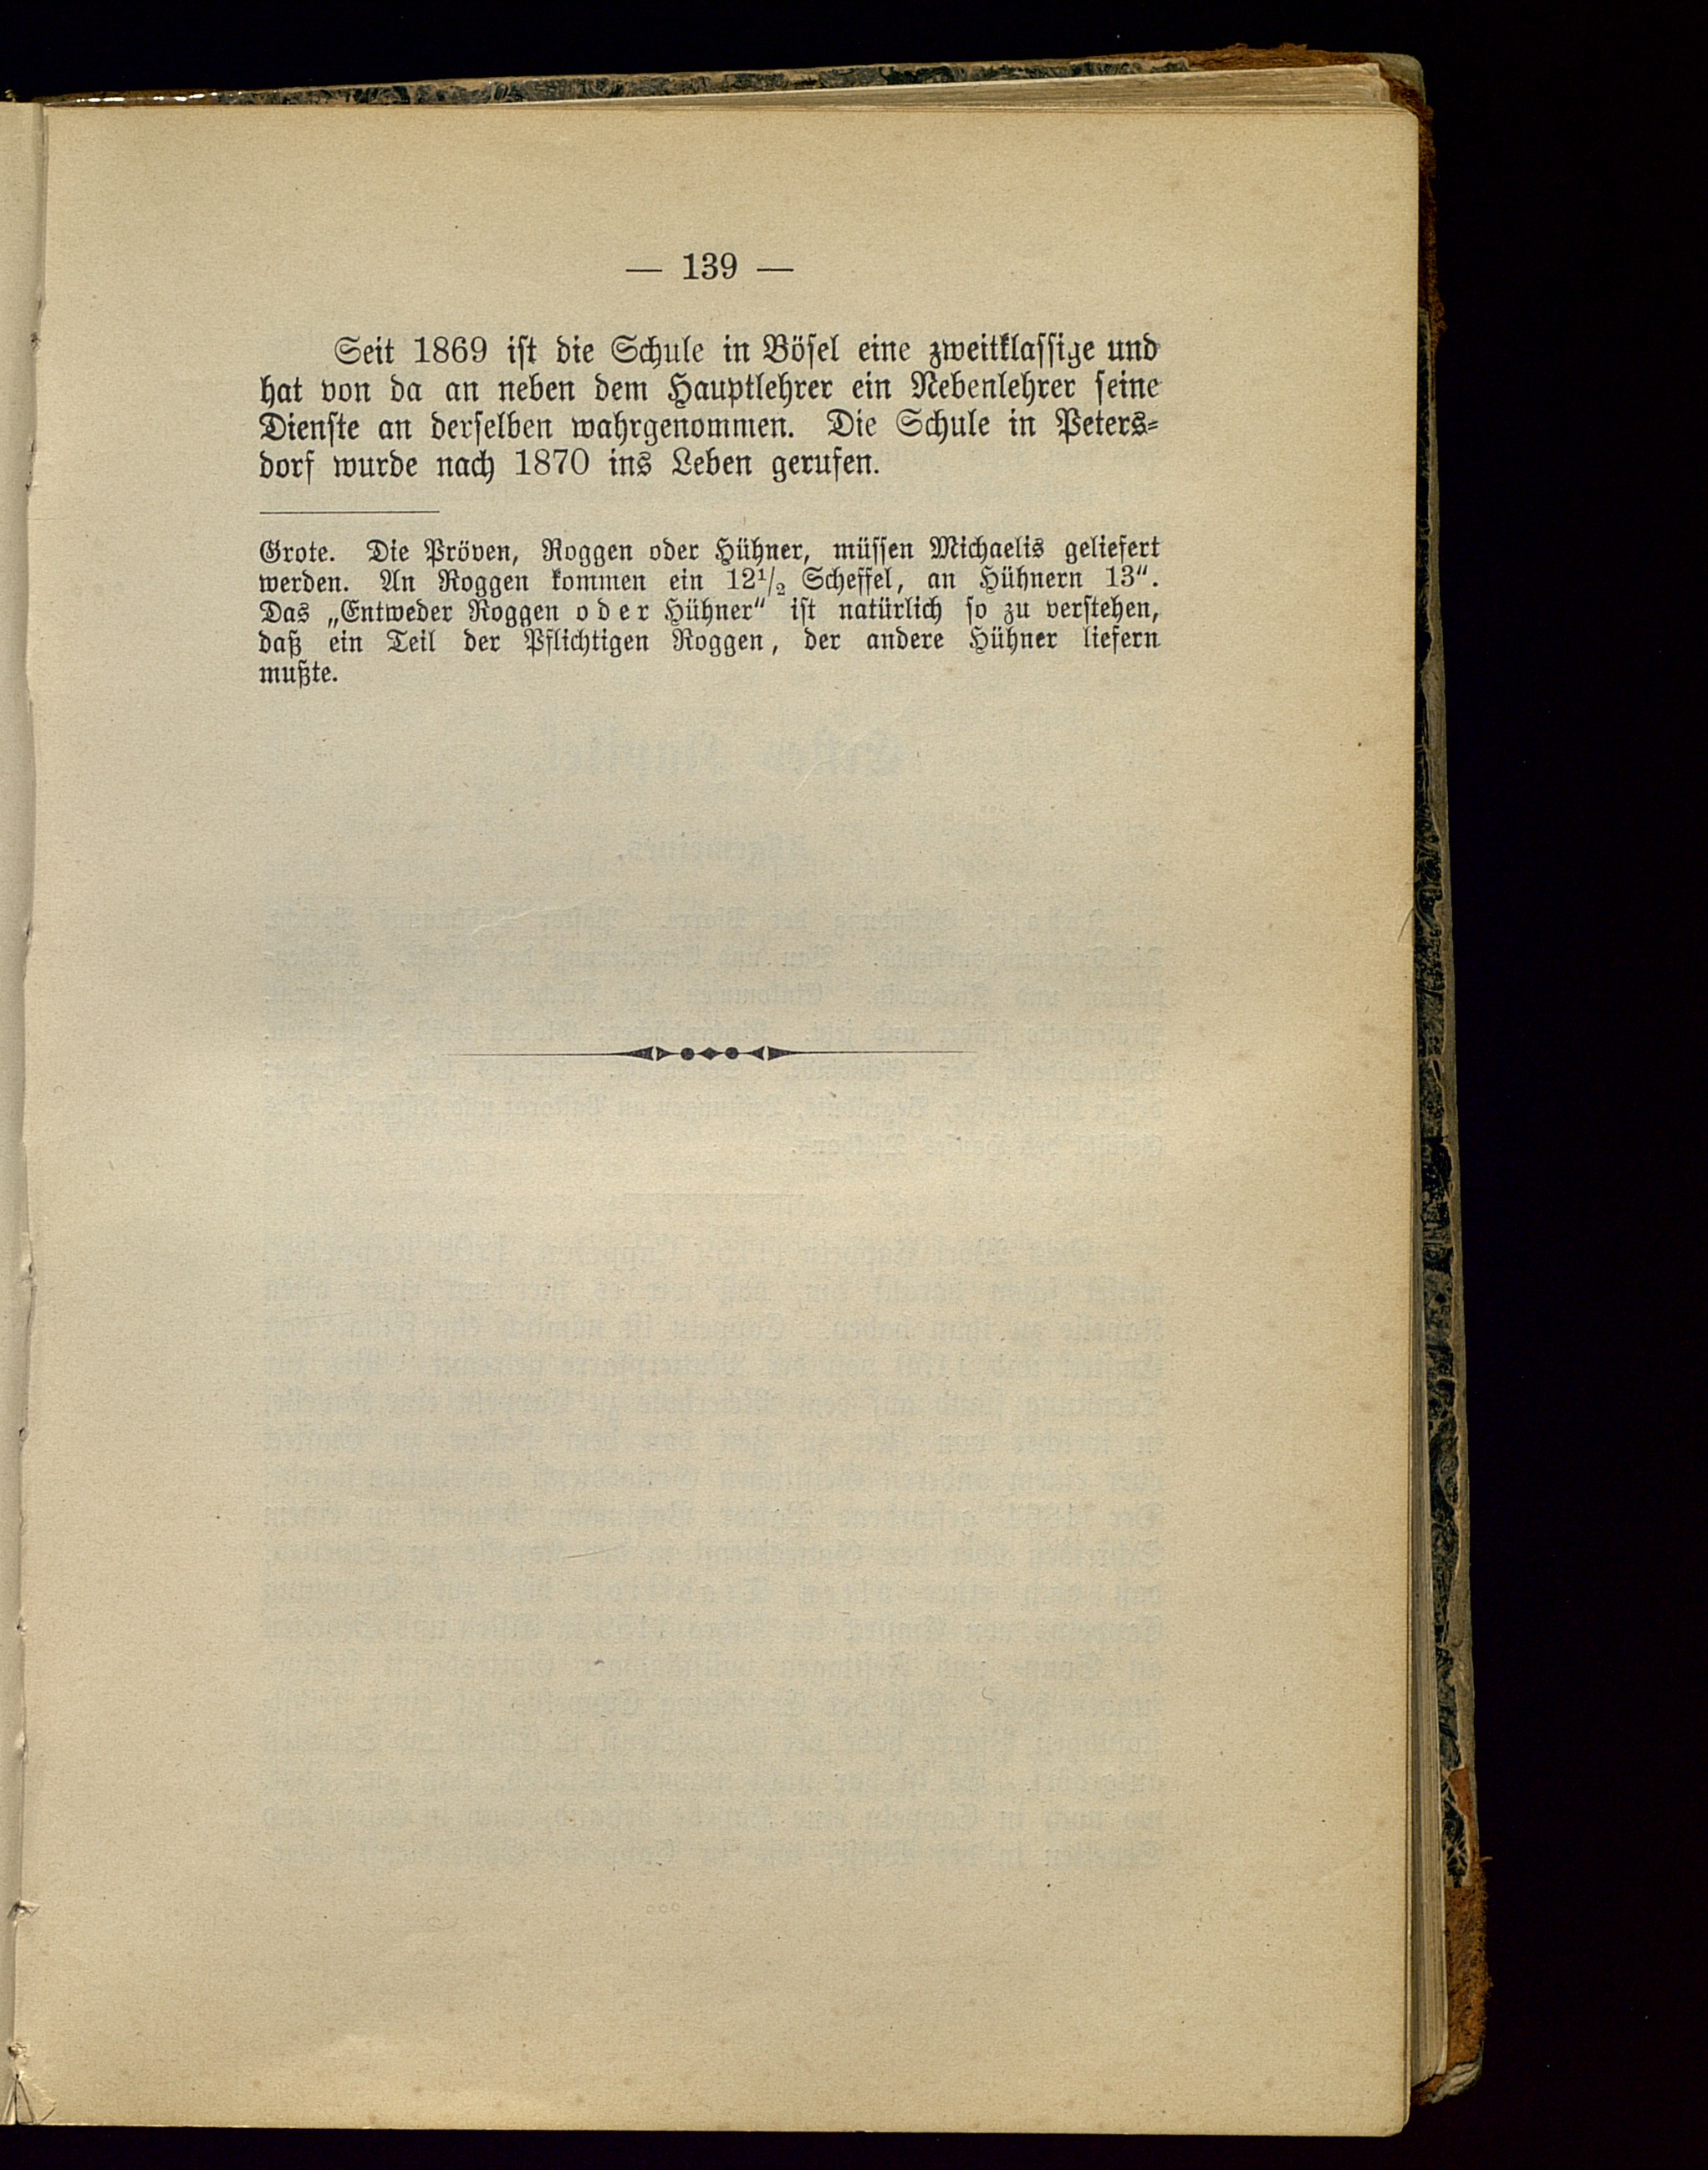 — 139 —
Seit 1869 ist die Schule in Bösel eine zweitklassige und
hat von da an neben dem Hauptlehrer ein Nebenlehrer seine
Dienste an derselben wahrgenommen. Die Schule in Peters-
dorf wurde nach 1870 ins Leben gerufen.
Grote. Die Pröven, Roggen oder Hühner, müssen Michaelis geliefert
werden. An Roggen kommen ein 12¹/₂ Scheffel, an Hühnern 13“.
Das „Entweder Roggen oder Hühner“ ist natürlich so zu verstehen,
daß ein Teil der Pflichtigen Roggen, der andere Hühner liefern
mußte.